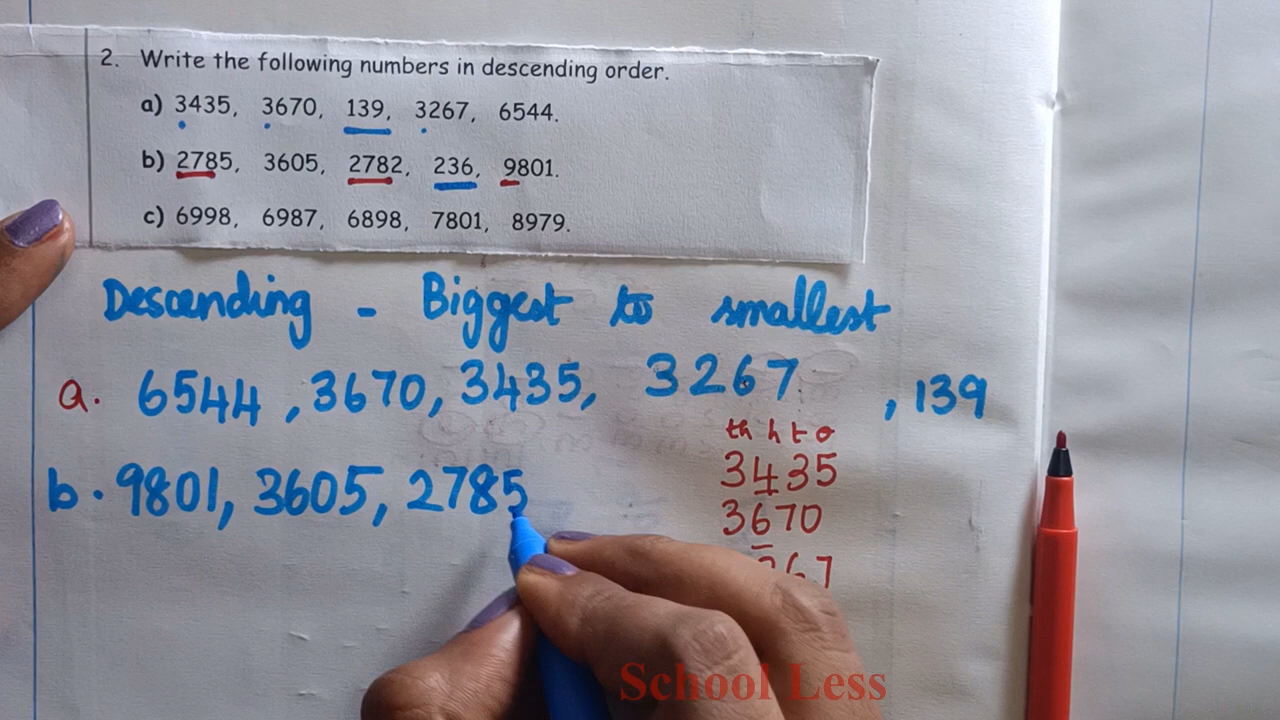 2. Write the following numbers in descending order.
a) 3435, 3670, 139, 3267, 6544.
b) 2785, 3605, 2782, 236, 9801.
c) 6998, 6987, 6898, 7801, 8979.
Descending - Biggest to smallest
a. 6544, 3670, 3435, 3267, 139
th h t o
3435
b. 9801, 3605, 2785
3670
267
School Less